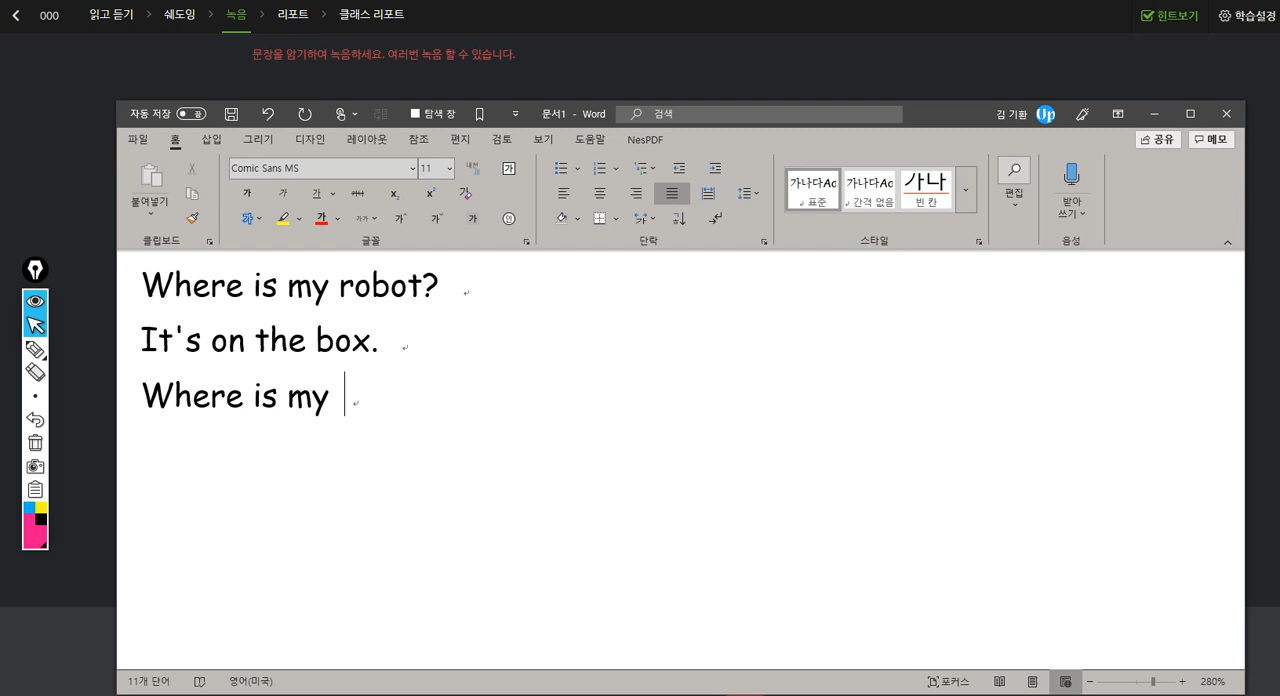 000 읽고 듣기 > 쉐도잉 > 녹음 > 리포트 > 클래스 리포트 힌트보기 학습설정
문장을 암기하여 녹음하세요. 여러번 녹음 할 수 있습니다.
자동 저장 끔 탐색 창 문서1 - Word 검색 김 기환 Up
파일 홈 삽입 그리기 디자인 레이아웃 참조 편지 검토 보기 도움말 NesPDF 공유 메모
Comic Sans MS 11
붙여넣기
가나다Aa 가나다Aa 가나
표준 간격 없음 빈 칸
편집
받아
쓰기
클립보드 글꼴 단락 스타일 음성
Where is my robot?
It's on the box.
Where is my
11개 단어 영어(미국) 포커스 280%